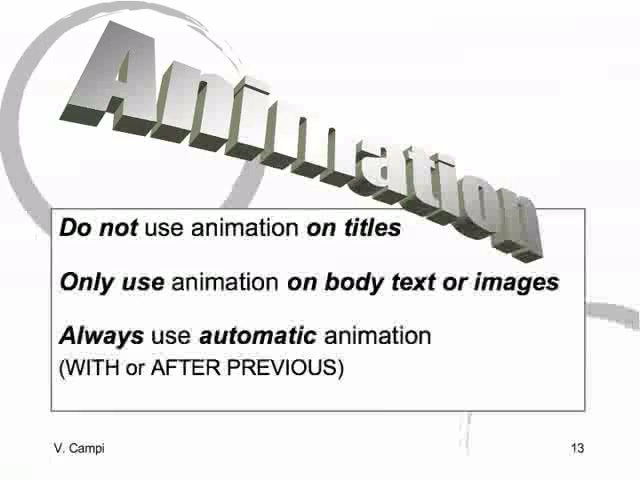 Animation
Do not use animation on titles
Only use animation on body text or images
Always use automatic animation
(WITH or AFTER PREVIOUS)
V. Campi
13